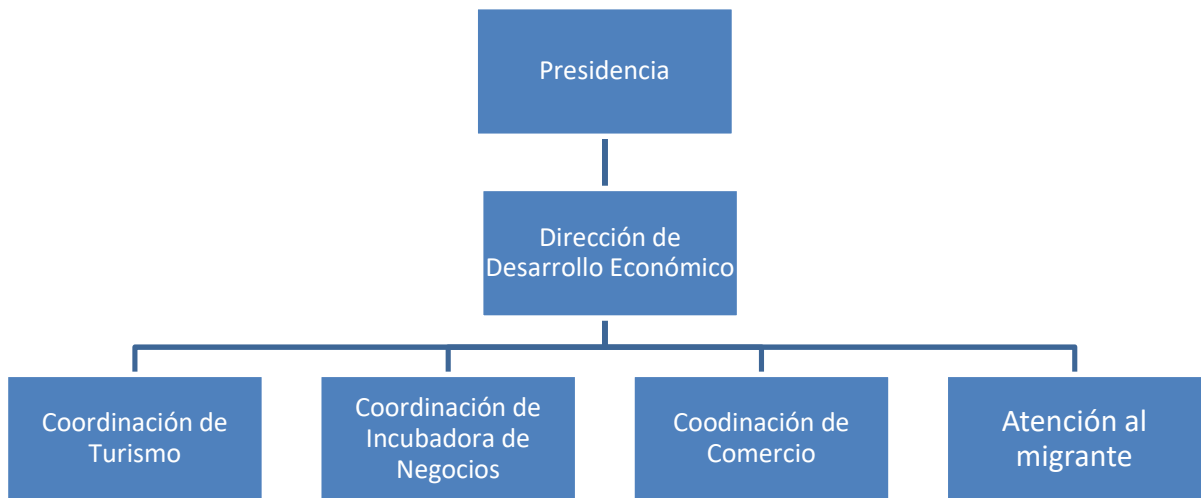 Presidencia
Dirección de
Desarrollo Económico
Coordinación de
Turismo
Coordinación de
Incubadora de
Negocios
Coodinación de
Comercio
Atención al
migrante